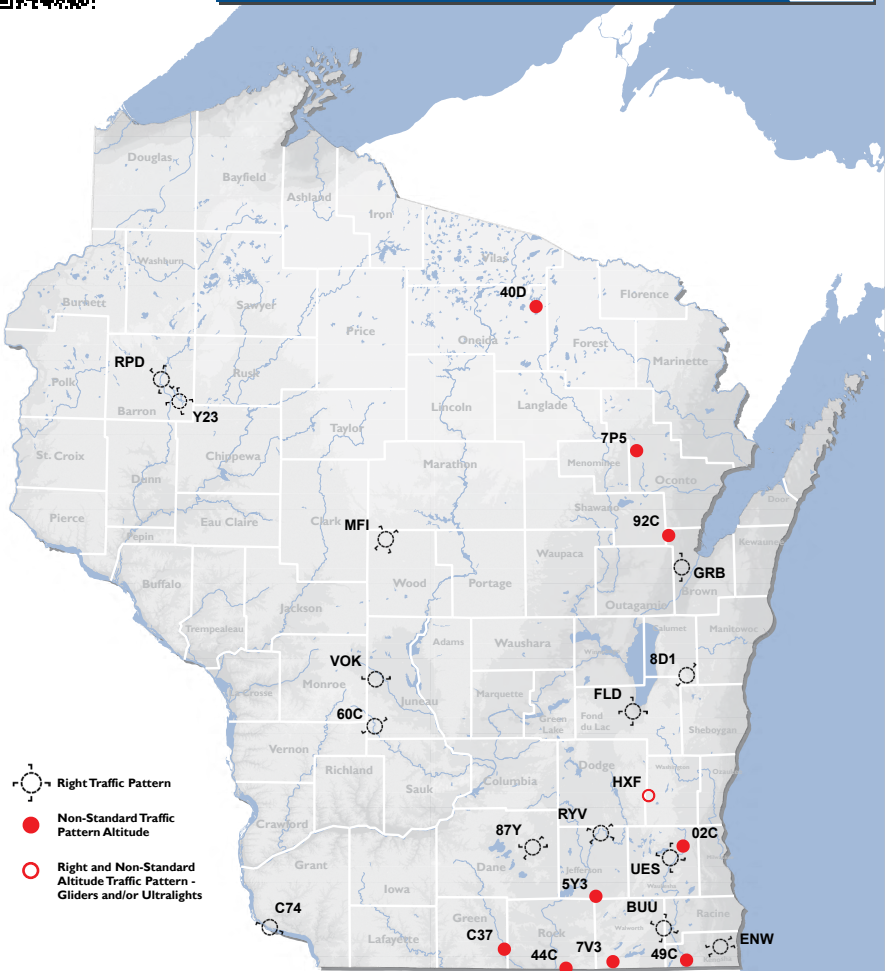 Douglas
Bayfield
Ashland
Iron
Vilas
Washburn
40D
Florence
Burnett
Sawyer
Price
Oneida
Forest
RPD
Marinette
Polk
Rusk
Barron
Y23
Lincoln
Langlade
Taylor
7P5
St. Croix
Chippewa
Marathon
Menominee
Dunn
Oconto
Door
Pierce
Eau Claire
Clark
MFI
Shawano
92C
Pepin
Waupaca
Kewaunee
GRB
Buffalo
Wood
Portage
Brown
Jackson
Outagamie
Trempealeau
Adams
Waushara
Calumet
Manitowoc
VOK
8D1
La Crosse
Monroe
Juneau
Marquette
FLD
60C
Green
Lake
Fond
du Lac
Sheboygan
Vernon
Richland
Sauk
Columbia
Dodge
HXF
Washington
Right Traffic Pattern
Non-Standard Traffic
Pattern Altitude
Right and Non-Standard
Altitude Traffic Pattern -
Gliders and/or Ultralights
Crawford
87Y
RYV
02C
Grant
Dane
Jefferson
UES
Waukesha
Iowa
5Y3
C74
Green
BUU
Racine
Lafayette
C37
Rock
Walworth
ENW
44C
7V3
49C
Kenosha